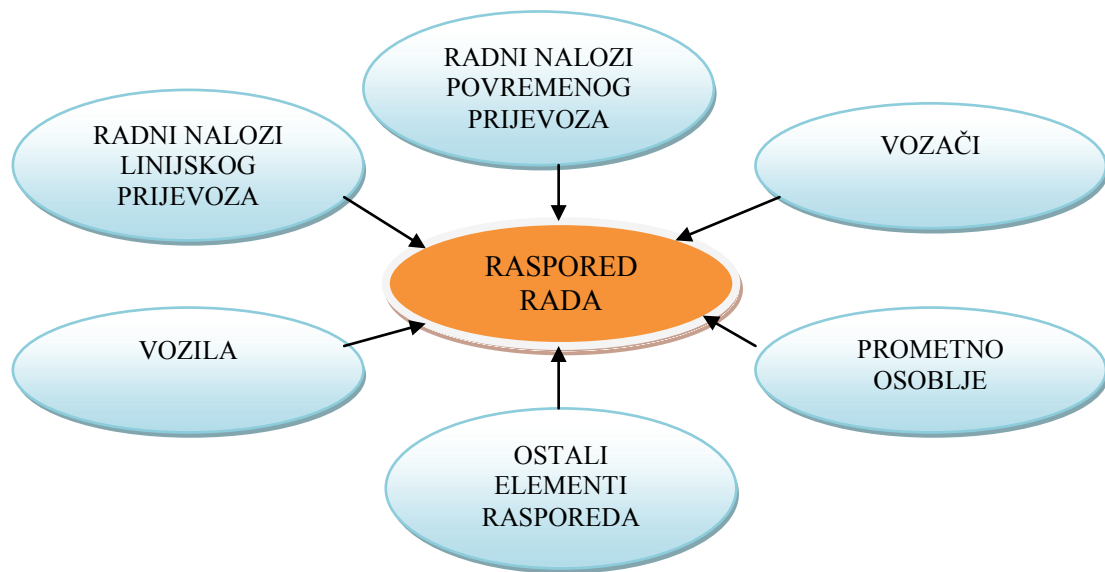 RADNI NALOZI
POVREMENOG
PRIJEVOZA
RADNI NALOZI
LINIJSKOG
PRIJEVOZA
VOZAČI
RASPORED
RADA
VOZILA
PROMETNO
OSOBLJE
OSTALI
ELEMENTI
RASPOREDA